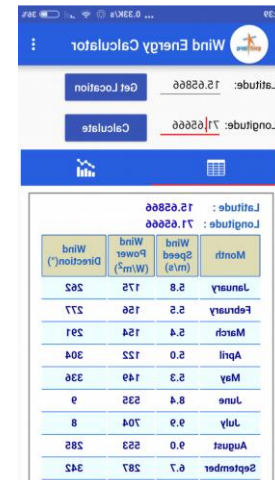 ... 0.33K/s 36%
Wind Energy Calculator
Latitude: 15.65866 Get Location
Longitude: 71.65666 Calculate
Latitude : 15.65866
Longitude : 71.65666
Month Wind Speed (m/s) Wind Power (W/m²) Wind Direction(°)
January 5.8 175 262
February 5.5 156 277
March 5.4 154 291
April 5.0 122 304
May 5.3 149 336
June 8.4 535 9
July 9.9 704 8
August 9.0 553 285
September 6.7 287 342